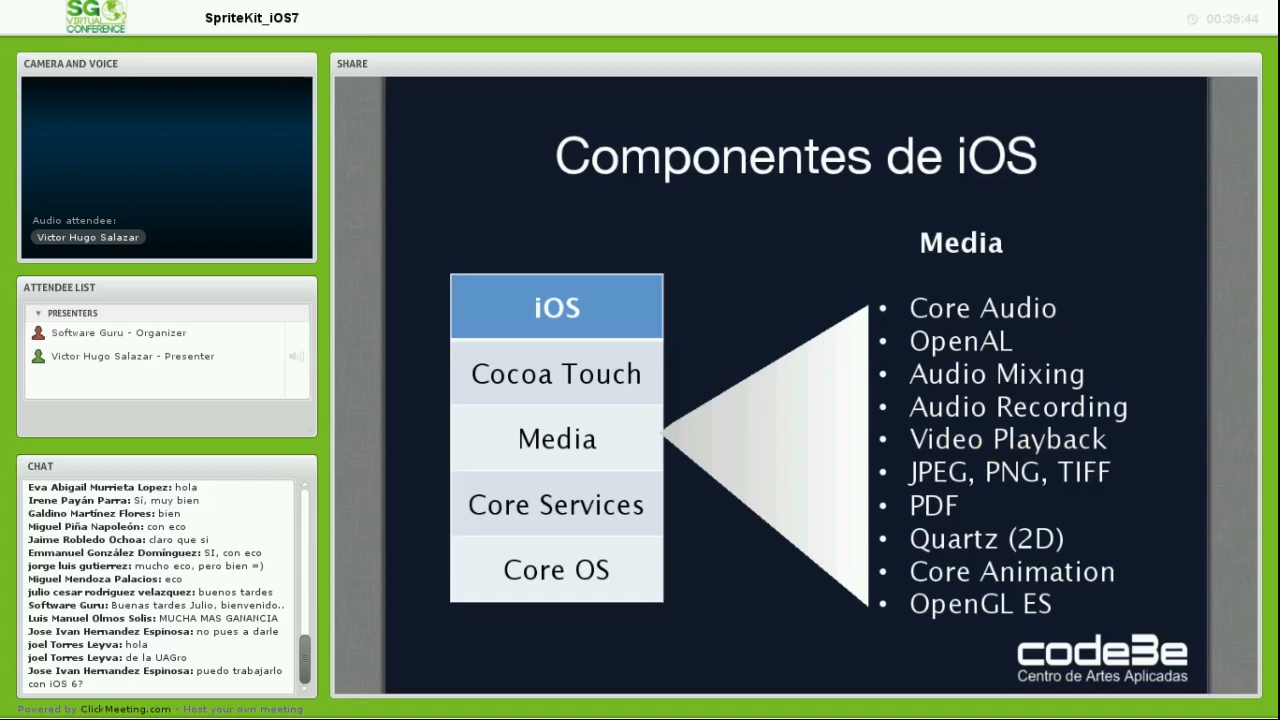 SG
VIRTUAL
CONFERENCE
SpriteKit_iOS7
00:39:44
CAMERA AND VOICE
Audio attendee:
Victor Hugo Salazar
ATTENDEE LIST
PRESENTERS
Software Guru - Organizer
Victor Hugo Salazar - Presenter
CHAT
Eva Abigail Murrieta Lopez: hola
Irene Payán Parra: Sí, muy bien
Galdino Martínez Flores: bien
Miguel Piña Napoleón: con eco
Jaime Robledo Ochoa: claro que si
Emmanuel González Domínguez: SI, con eco
jorge luis gutierrez: mucho eco, pero bien =)
Miguel Mendoza Palacios: eco
julio cesar rodriguez velazquez: buenos tardes
Software Guru: Buenas tardes Julio, bienvenido..
Luis Manuel Olmos Solis: MUCHA MAS GANANCIA
Jose Ivan Hernandez Espinosa: no pues a darle
joel Torres Leyva: hola
joel Torres Leyva: de la UAGro
Jose Ivan Hernandez Espinosa: puedo trabajarlo
con iOS 6?
Powered by ClickMeeting.com - Host your own meeting
SHARE
Componentes de iOS
iOS
Cocoa Touch
Media
Core Services
Core OS
Media
• Core Audio
• OpenAL
• Audio Mixing
• Audio Recording
• Video Playback
• JPEG, PNG, TIFF
• PDF
• Quartz (2D)
• Core Animation
• OpenGL ES
code3e
Centro de Artes Aplicadas